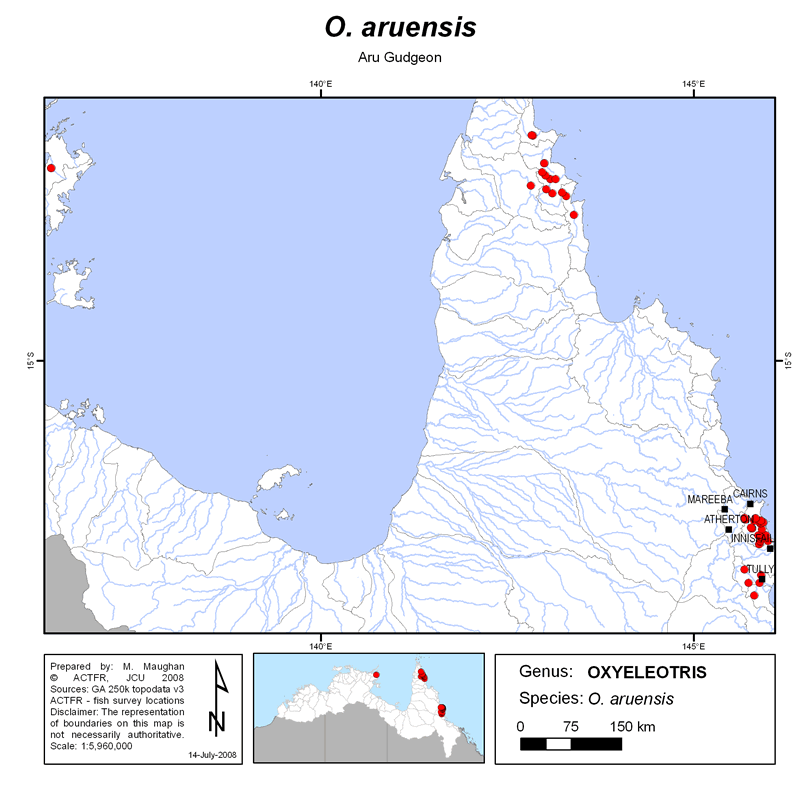 O. aruensis
Aru Gudgeon
140°E 145°E
15°S 15°S
MAREEBA CAIRNS
ATHERTON
INNISFAIL
TULLY
140°E 145°E
Prepared by: M. Maughan
© ACTFR, JCU 2008
Sources: GA 250k topodata v3
ACTFR - fish survey locations
Disclaimer: The representation
of boundaries on this map is
not necessarily authoritative.
Scale: 1:5,960,000
N
14-July-2008
Genus: OXYELEOTRIS
Species: O. aruensis
0 75 150 km